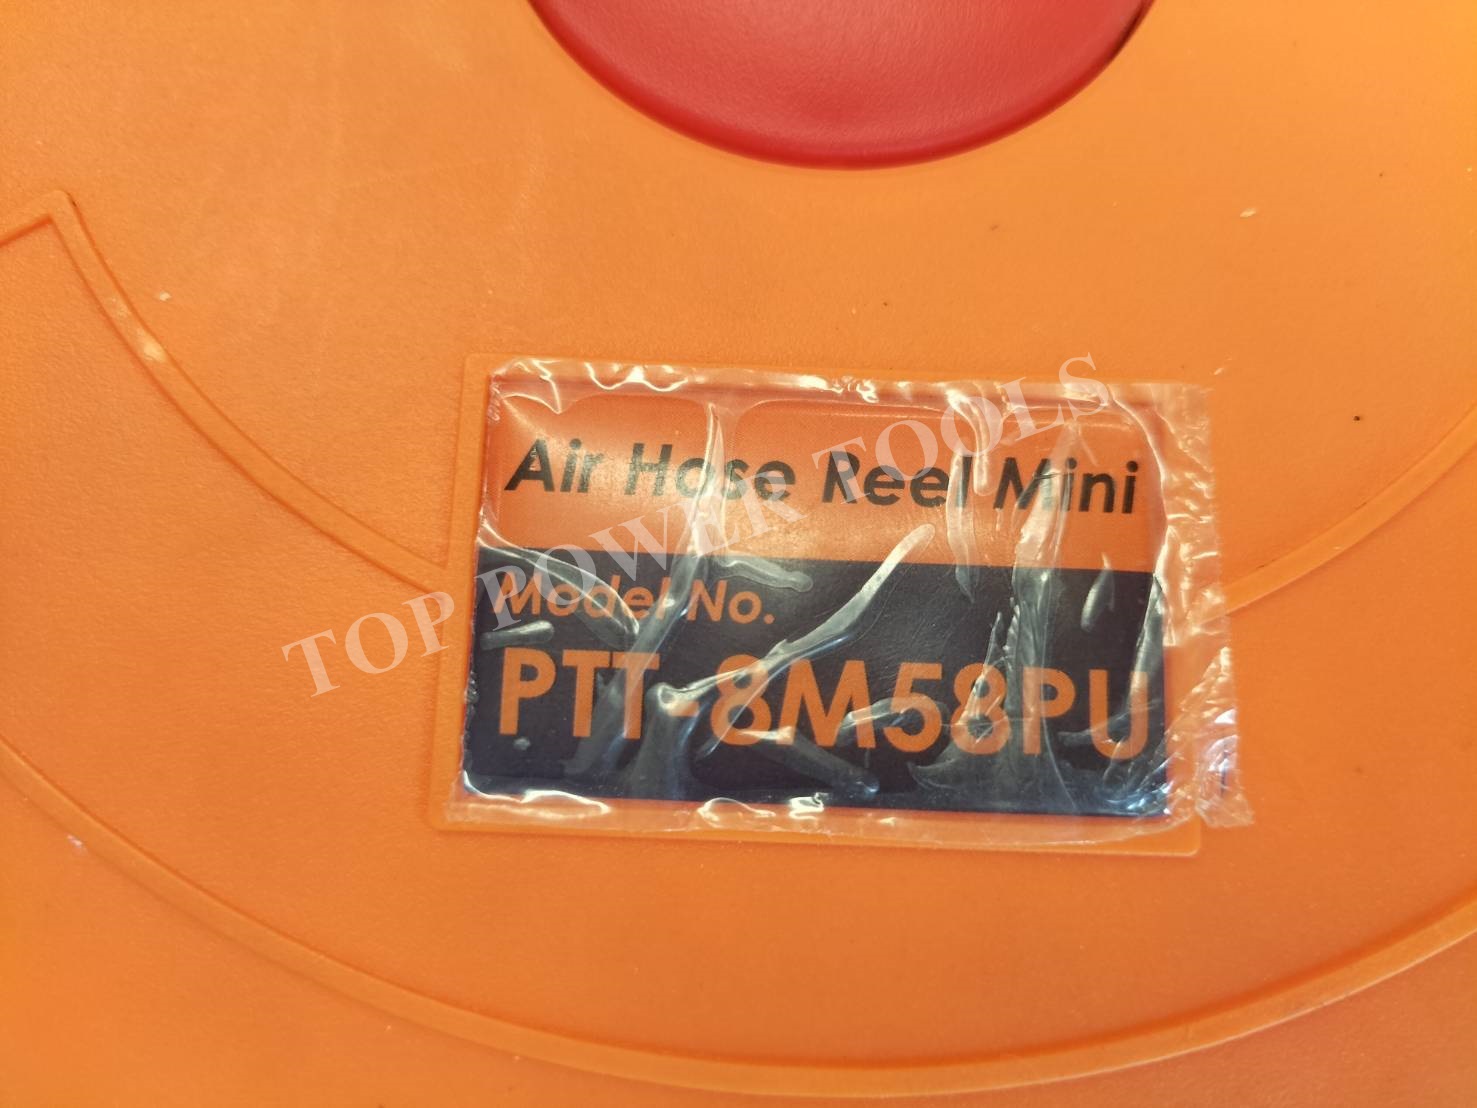 Air Hose Reel Mini
Model No.
PTT-8M58PU
TOP POWER TOOLS